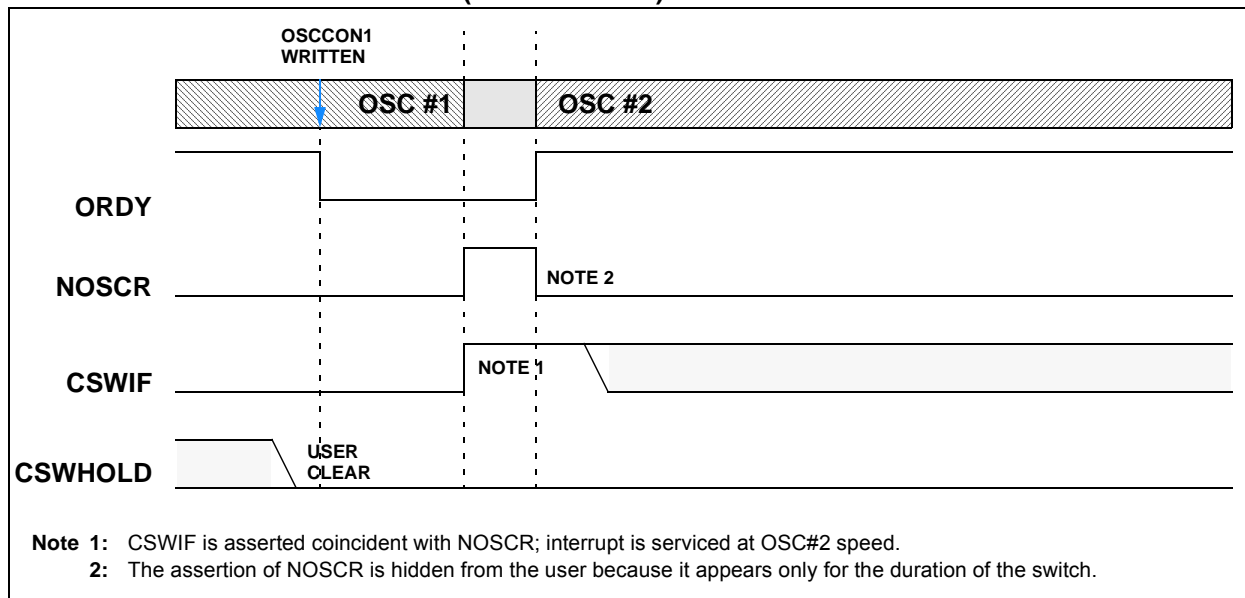 OSCCON1
WRITTEN
OSC #1
OSC #2
ORDY
NOSCR
NOTE 2
CSWIF
NOTE 1
CSWHOLD
USER
CLEAR
Note 1: CSWIF is asserted coincident with NOSCR; interrupt is serviced at OSC#2 speed.
2: The assertion of NOSCR is hidden from the user because it appears only for the duration of the switch.